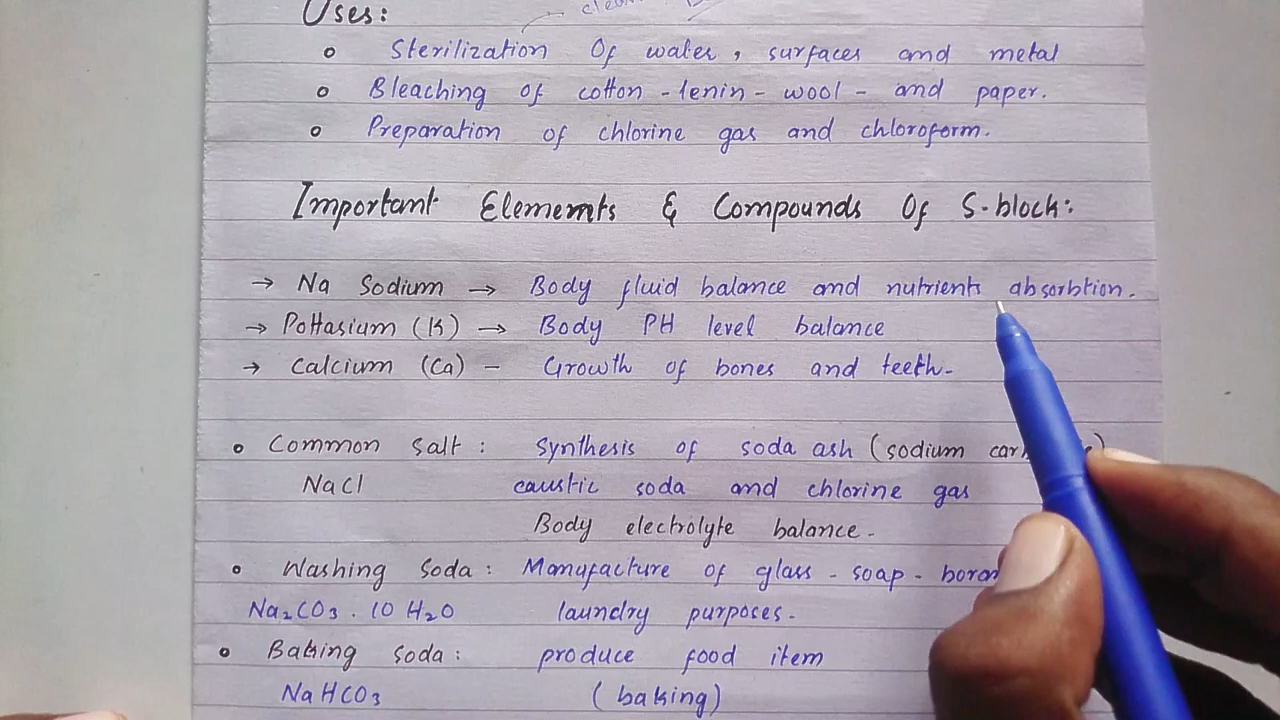 Uses:
o Sterilization Of water, surfaces and metal
o Bleaching of cotton - lenin - wool - and paper.
o Preparation of chlorine gas and chloroform.
Important Elements & Compounds Of S-block:
→ Na Sodium → Body fluid balance and nutrients absorbtion.
→ Pottasium (K) → Body PH level balance
→ Calcium (Ca) - Growth of bones and teeth-
o Common salt : Synthesis of soda ash (sodium
NaCl caustic soda and chlorine gas
Body electrolyte balance-
o Washing Soda : Manufacture of glass - soap -
Na2CO3 . 10 H2O laundry purposes-
o Baking soda : produce food item
NaHCO3 (baking)